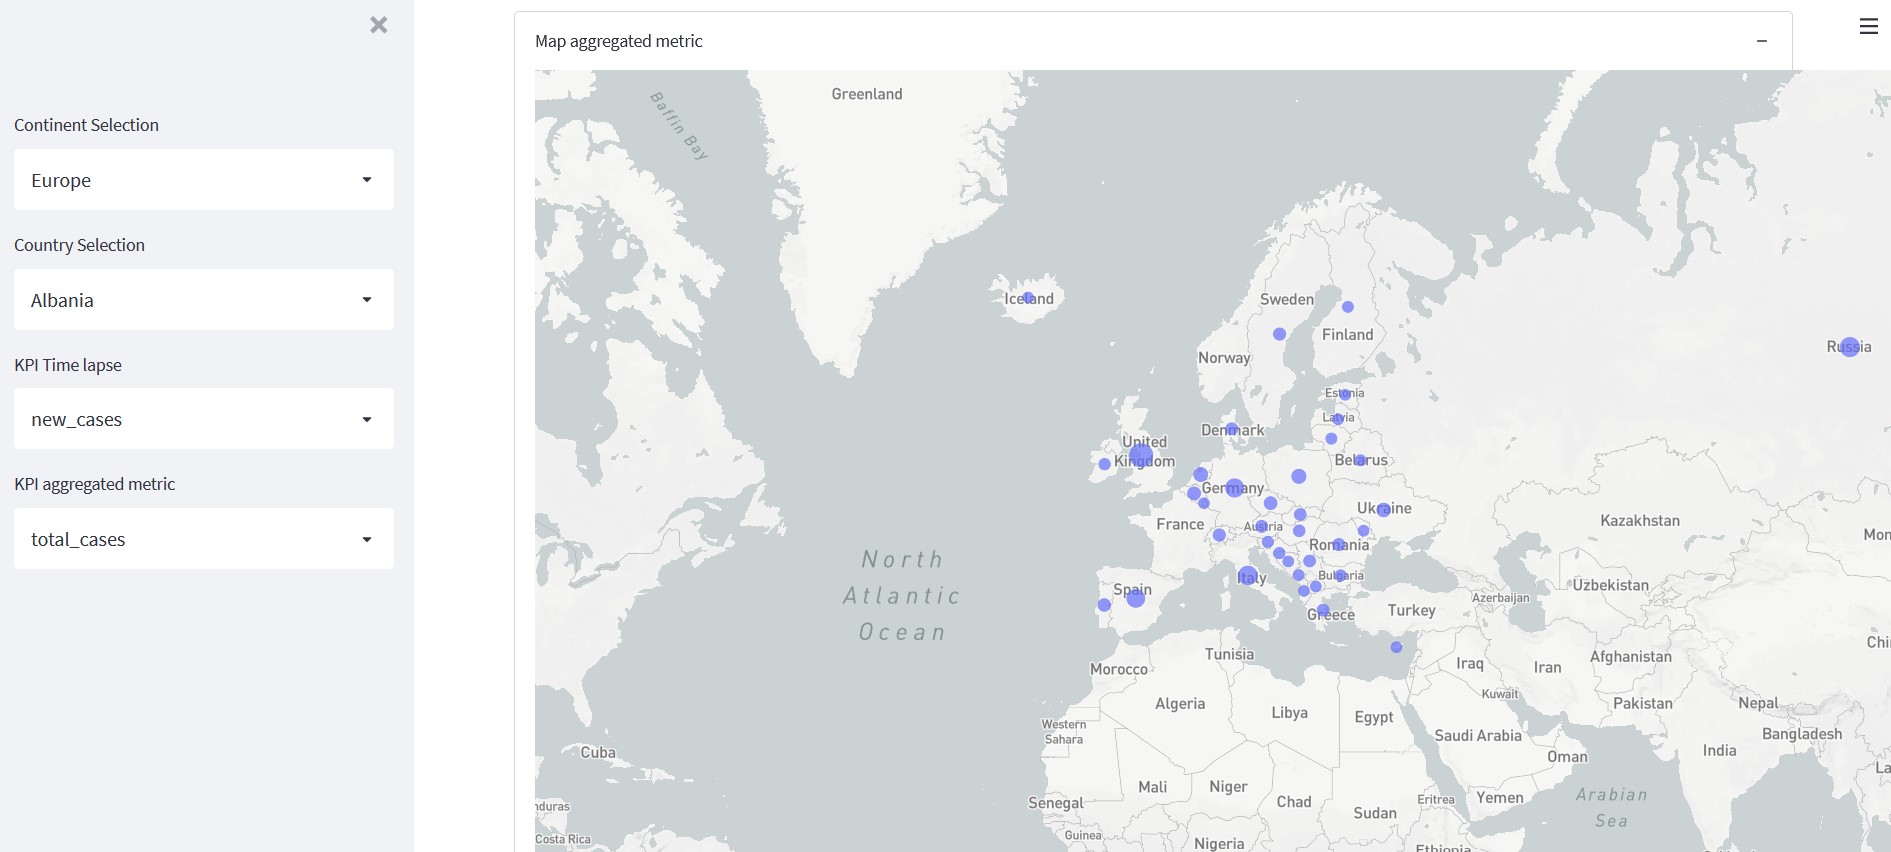 Continent Selection
Europe
Country Selection
Albania
KPI Time lapse
new_cases
KPI aggregated metric
total_cases
Map aggregated metric
Greenland
Baffin Bay
Iceland
Sweden
Finland
Norway
Russia
Estonia
Latvia
Denmark
United
Kingdom
Belarus
Germany
Ukraine
France
Austria
Kazakhstan
Romania
Mon
North
Atlantic
Ocean
Italy
Bulgaria
Spain
Uzbekistan
Azerbaijan
Greece
Turkey
Chi
Tunisia
Afghanistan
Morocco
Iraq
Iran
Kuwait
Algeria
Pakistan
Nepal
Libya
Egypt
Western
Sahara
Saudi Arabia
Bangladesh
Cuba
India
Oman
La
Mali
Niger
Chad
Eritrea
Yemen
Arabian
Sea
nduras
Senegal
Sudan
Costa Rica
Guinea
Nigeria
Ethiopia